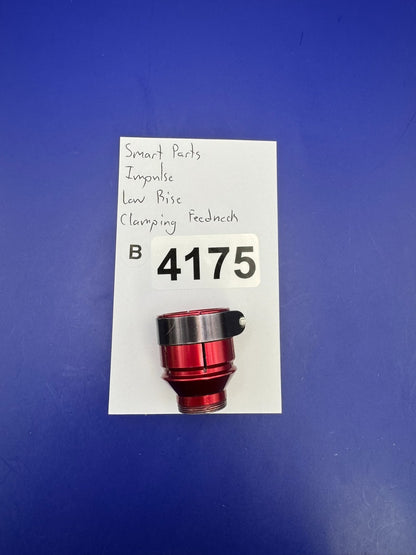 Smart Parts
Impulse
Low Rise
Clamping Feedneck
B 4175